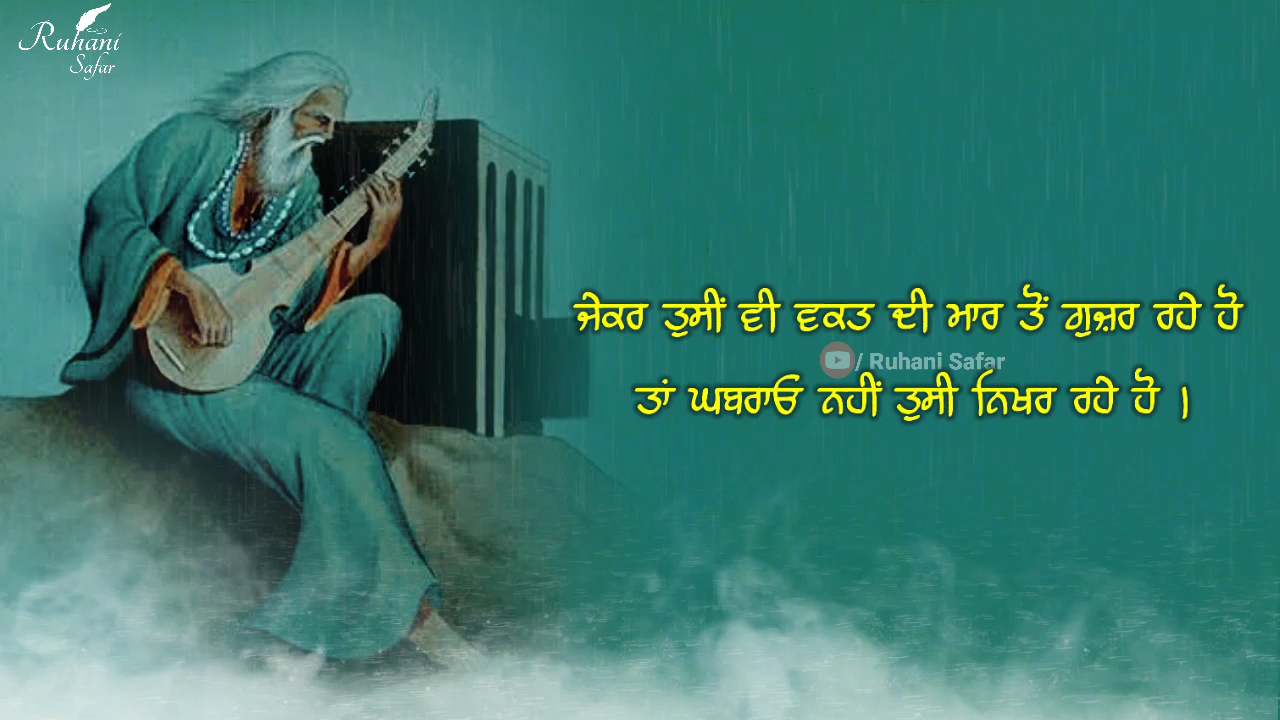 Ruhani
Safar
ਜੇਕਰ ਤੁਸੀਂ ਵੀ ਵਕਤ ਦੀ ਮਾਰ ਤੋਂ ਗੁਜ਼ਰ ਰਹੇ ਹੋ
/ Ruhani Safar
ਤਾਂ ਘਬਰਾਓ ਨਹੀਂ ਤੁਸੀ ਨਿਖਰ ਰਹੇ ਹੋ ।